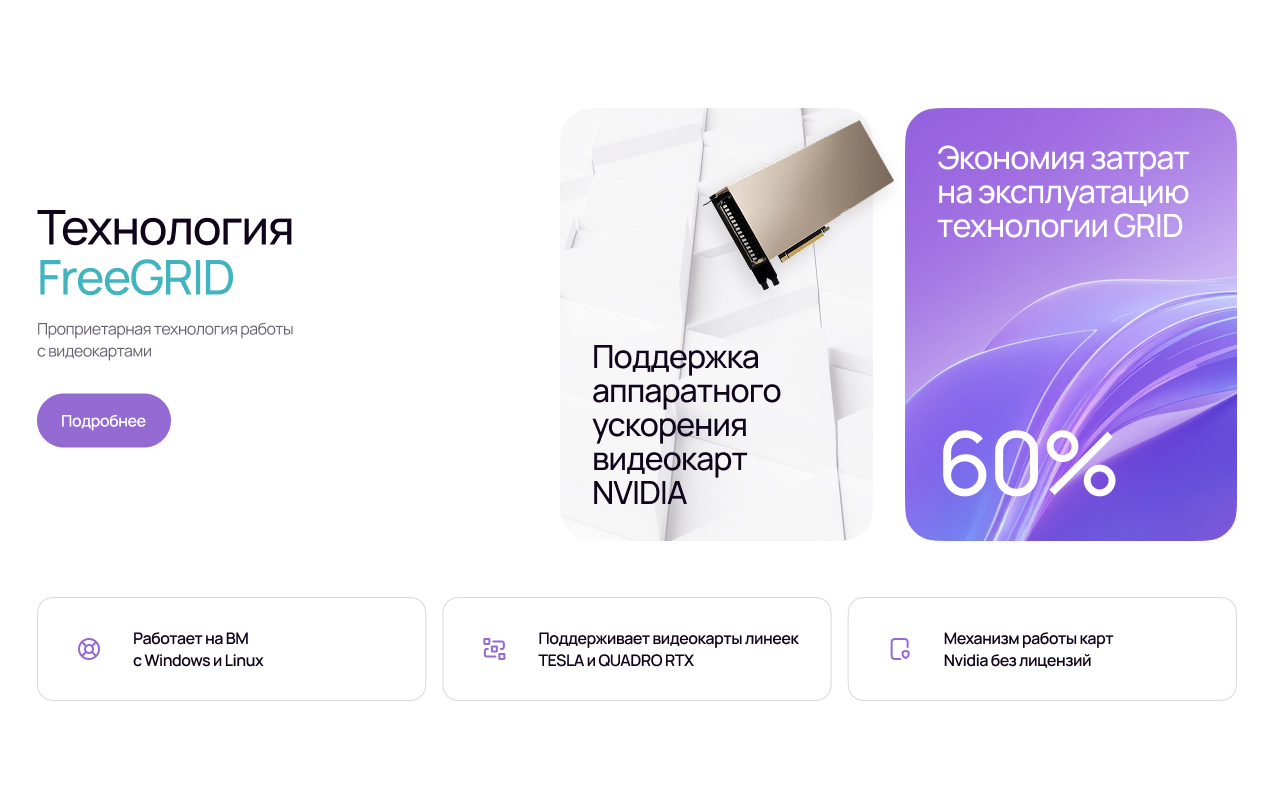 Технология
FreeGRID
Проприетарная технология работы
с видеокартами
Подробнее
Поддержка
аппаратного
ускорения
видеокарт
NVIDIA
Экономия затрат
на эксплуатацию
технологии GRID
60%
Работает на ВМ
с Windows и Linux
Поддерживает видеокарты линеек
TESLA и QUADRO RTX
Механизм работы карт
Nvidia без лицензий